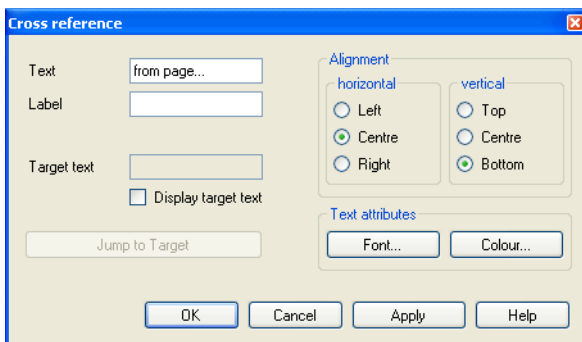 Cross reference
Text
from page...
Label
Target text
Display target text
Jump to Target
Alignment
horizontal
Left
Centre
Right
vertical
Top
Centre
Bottom
Text attributes
Font...
Colour...
OK
Cancel
Apply
Help